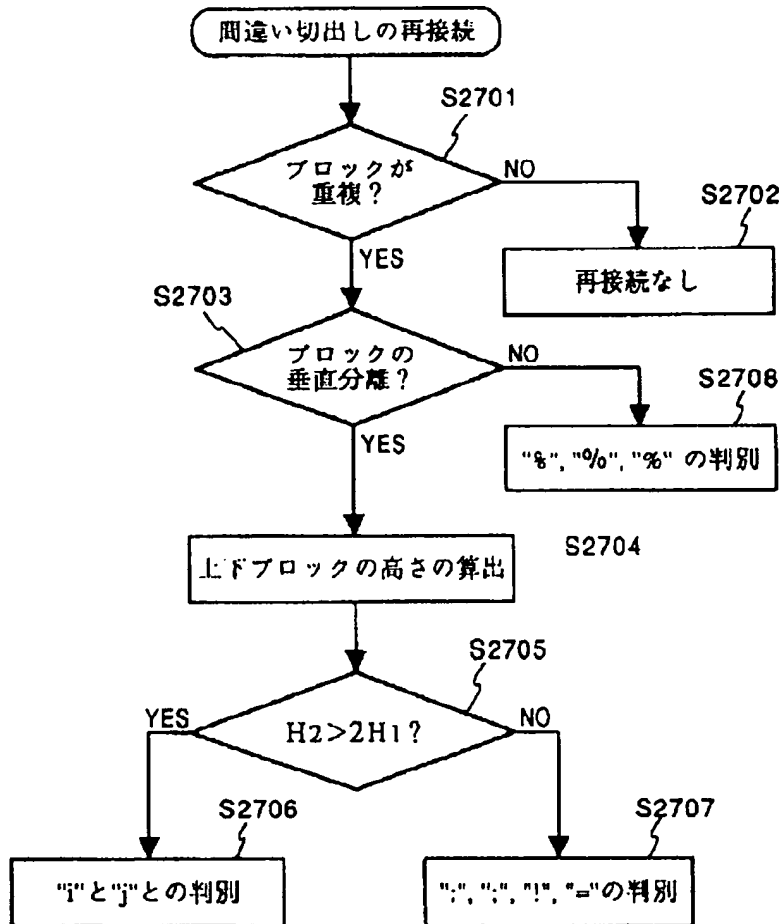 間違い切出しの再接続
S2701
ブロックが
重複?
NO
S2702
YES
再接続なし
S2703
ブロックの
垂直分離?
NO
S2708
YES
"%", "%", "%" の判別
S2704
上下ブロックの高さの算出
S2705
YES
H2>2H1?
NO
S2706
S2707
"i"と"j"との判別
":", ";", "!", "="の判別